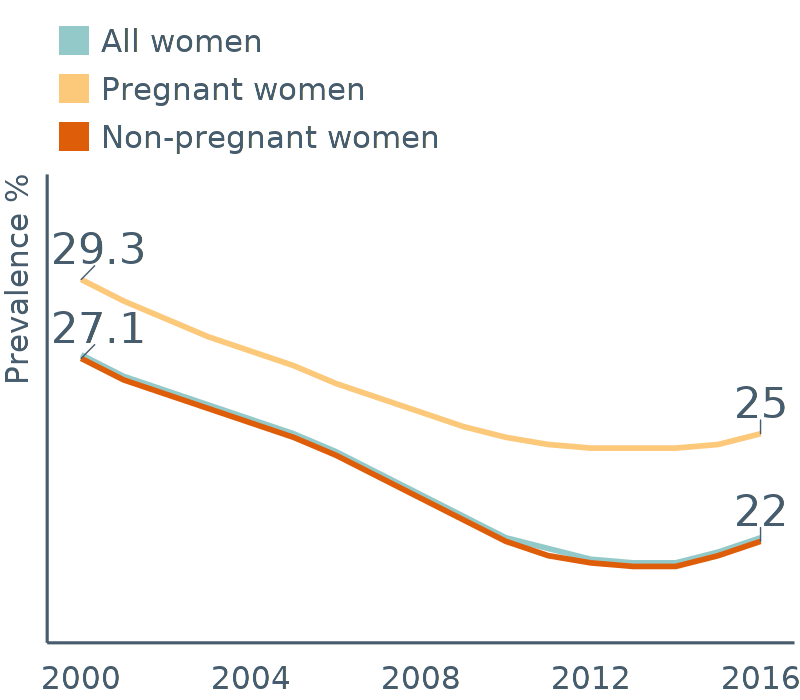 All women
Pregnant women
Non-pregnant women
Prevalence %
29.3
27.1
25
22
2000 2004 2008 2012 2016